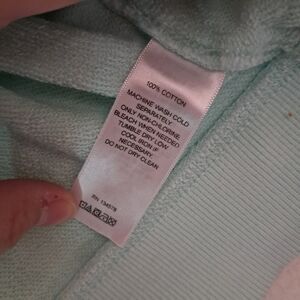 100% COTTON
MACHINE WASH COLD
SEPARATELY.
ONLY NON-CHLORINE
BLEACH WHEN NEEDED
TUMBLE DRY LOW
COOL IRON IF
NECESSARY.
DO NOT DRY CLEAN